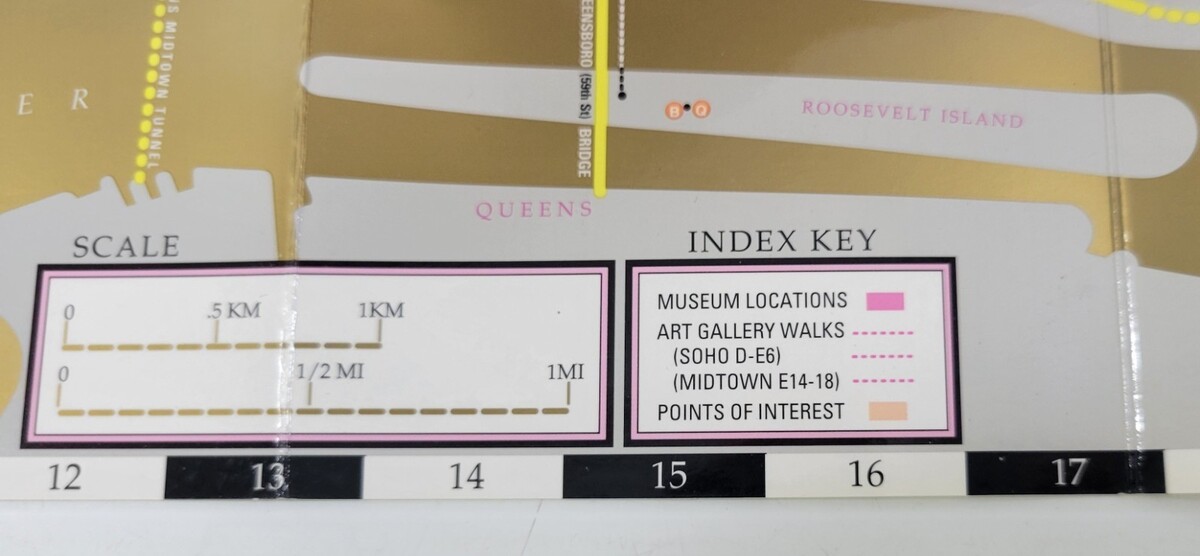 S MIDTOWN TUNNEL
E R
EENSBORO (59th St) BRIDGE
B Q
ROOSEVELT ISLAND
QUEENS
SCALE
0 .5 KM 1KM
0 1/2 MI 1MI
INDEX KEY
MUSEUM LOCATIONS
ART GALLERY WALKS
(SOHO D-E6)
(MIDTOWN E14-18)
POINTS OF INTEREST
12 13 14 15 16 17